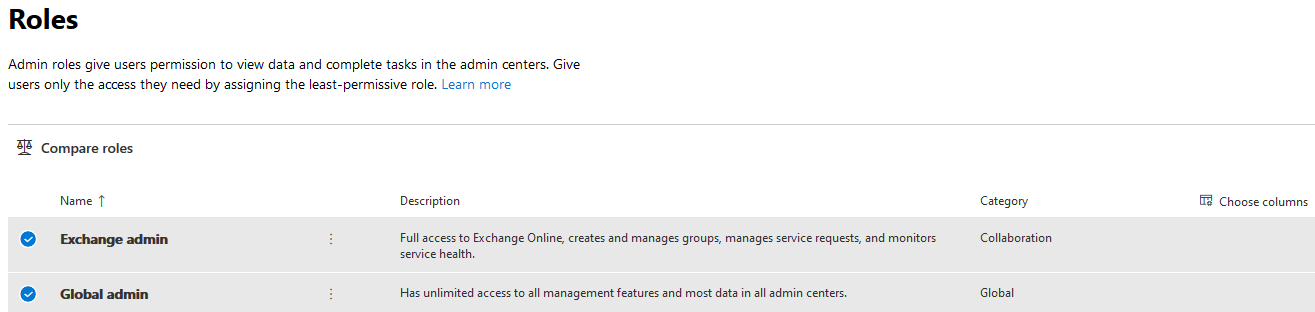 Roles
Admin roles give users permission to view data and complete tasks in the admin centers. Give
users only the access they need by assigning the least-permissive role. Learn more
Compare roles
Name ↑ Description Category Choose columns
Exchange admin Full access to Exchange Online, creates and manages groups, manages service requests, and monitors Collaboration
service health.
Global admin Has unlimited access to all management features and most data in all admin centers. Global